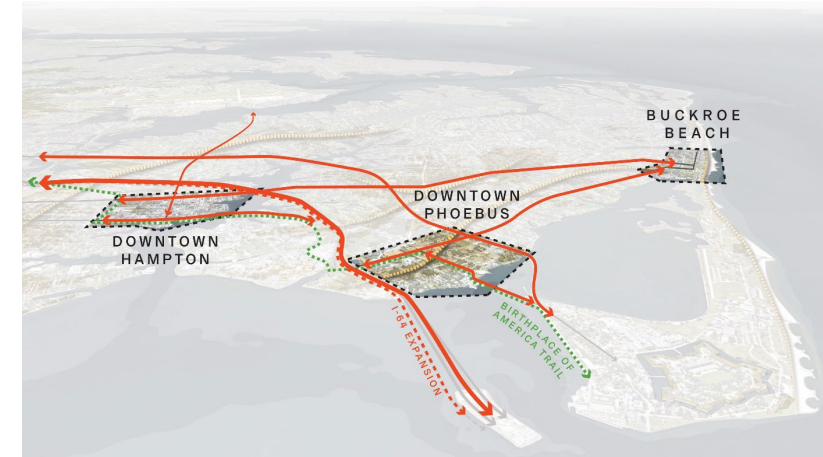 BUCKROE
BEACH
DOWNTOWN
PHOEBUS
DOWNTOWN
HAMPTON
I-64 EXPANSION
BIRTHPLACE OF
AMERICA TRAIL